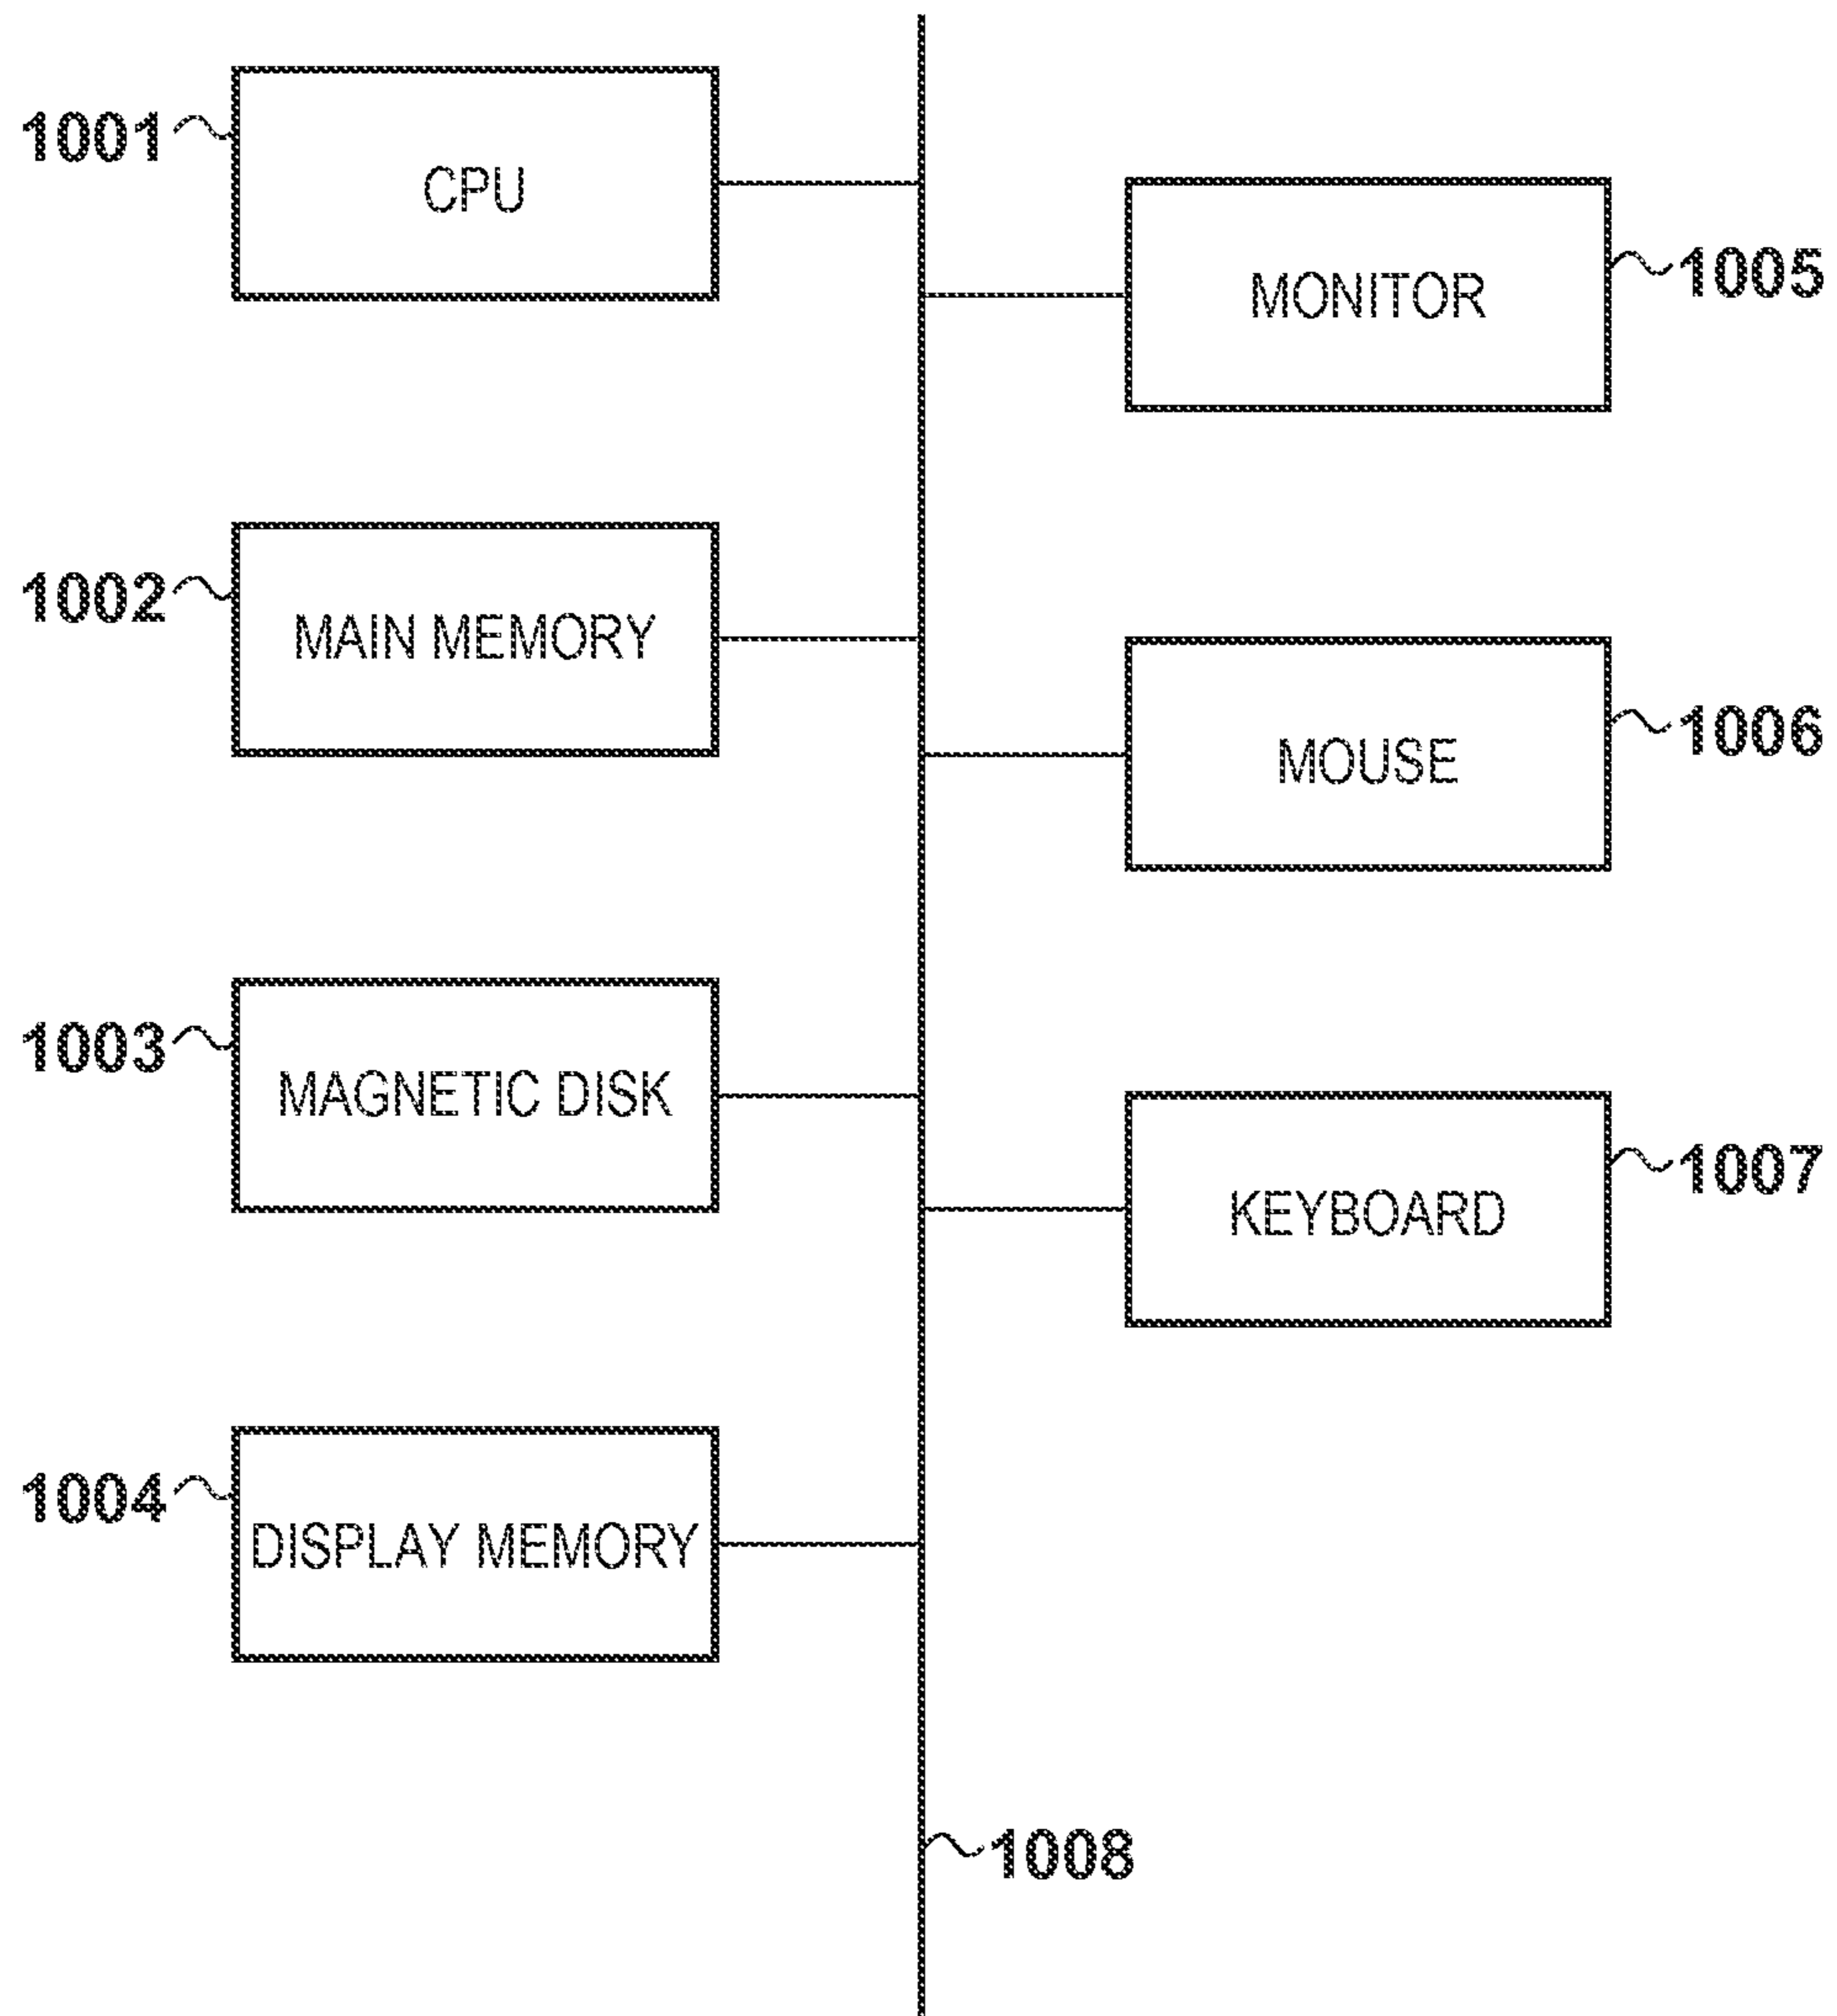 1001
CPU
1005
MONITOR
1002
MAIN MEMORY
1006
MOUSE
1003
MAGNETIC DISK
1007
KEYBOARD
1004
DISPLAY MEMORY
1008